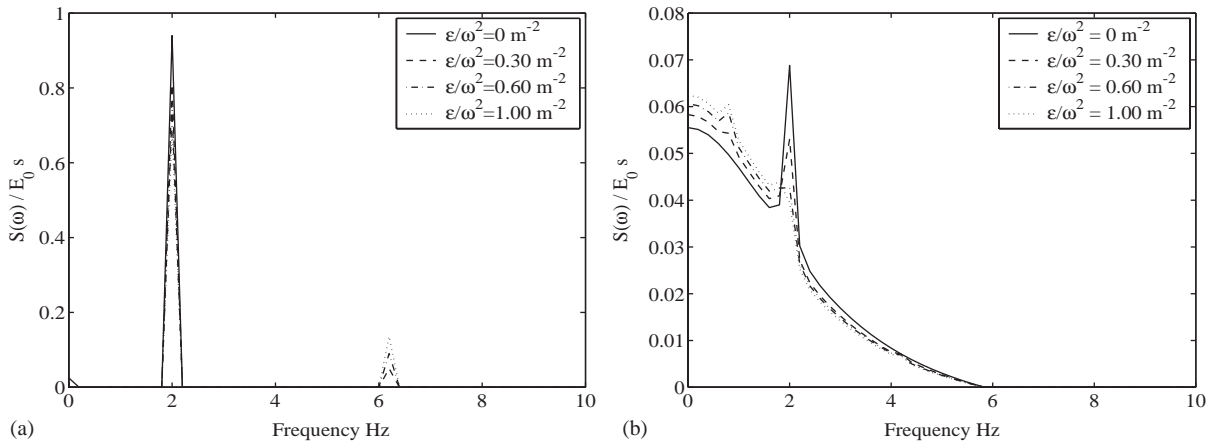 1
0.8
0.6
0.4
0.2
0
S(ω) / E₀ s
0 2 4 6 8 10
Frequency Hz
(a)
ε/ω²=0 m⁻²
ε/ω²=0.30 m⁻²
ε/ω²=0.60 m⁻²
ε/ω²=1.00 m⁻²
0.08
0.07
0.06
0.05
0.04
0.03
0.02
0.01
0
S(ω) / E₀ s
0 2 4 6 8 10
Frequency Hz
(b)
ε/ω² = 0 m⁻²
ε/ω² = 0.30 m⁻²
ε/ω² = 0.60 m⁻²
ε/ω² = 1.00 m⁻²